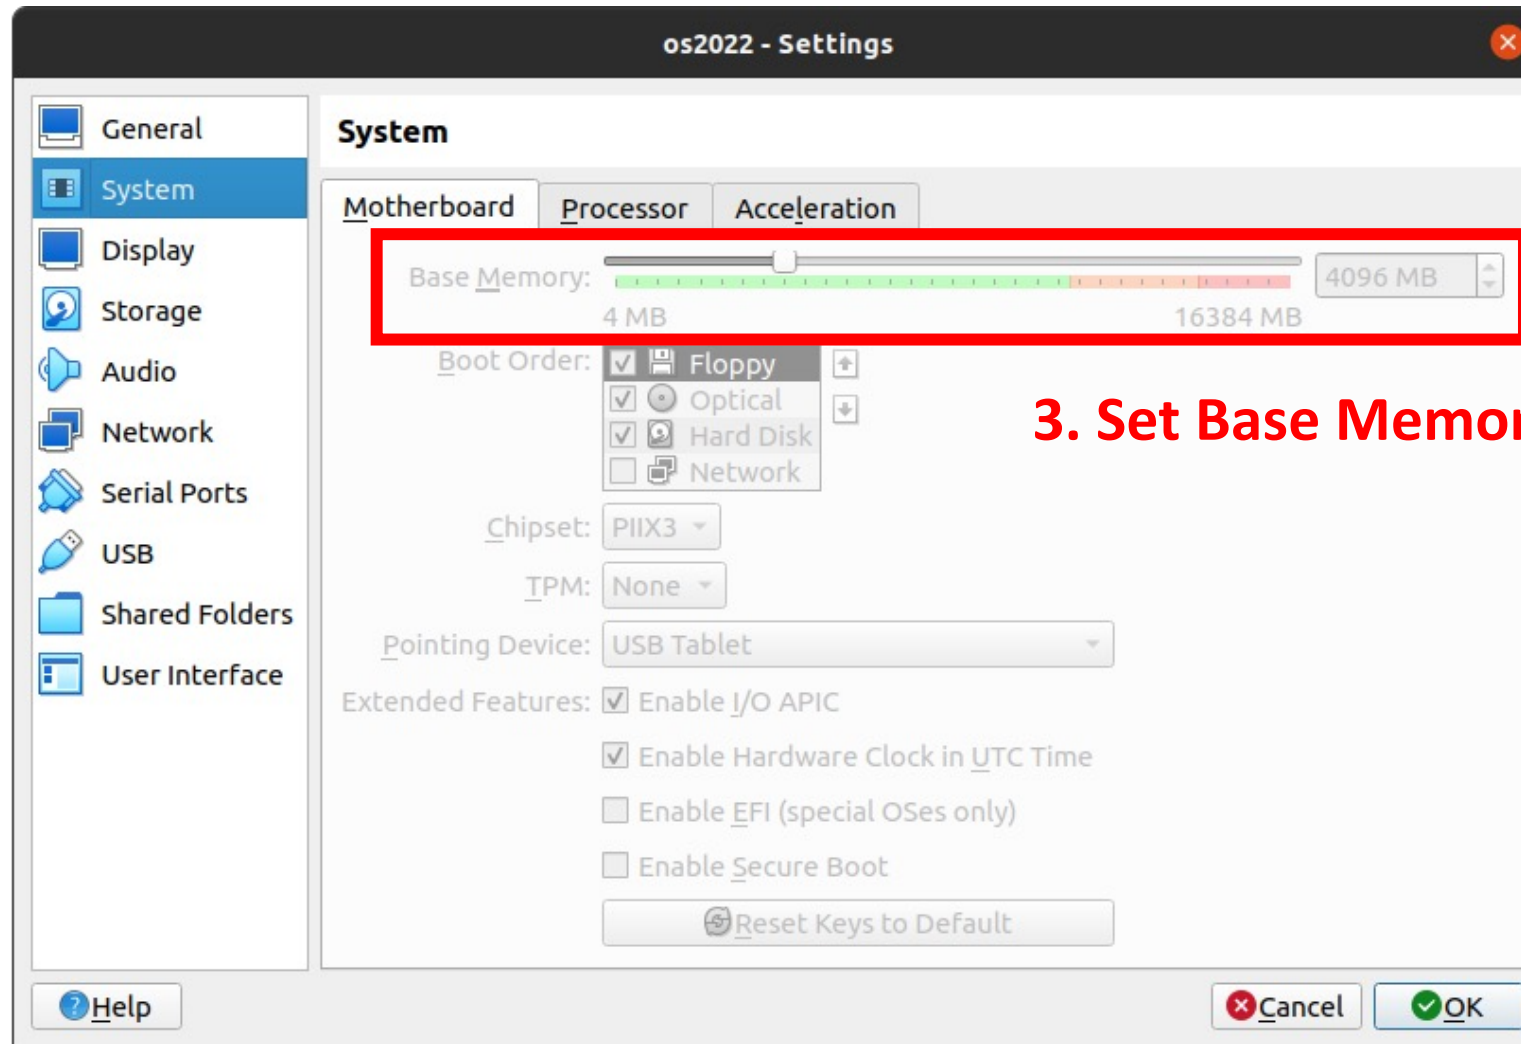 os2022 - Settings
General
System
Display
Storage
Audio
Network
Serial Ports
USB
Shared Folders
User Interface
System
Motherboard Processor Acceleration
Base Memory: 4096 MB
4 MB 16384 MB
Boot Order: Floppy
Optical
Hard Disk
Network
3. Set Base Memor
Chipset: PIIX3
TPM: None
Pointing Device: USB Tablet
Extended Features: Enable I/O APIC
Enable Hardware Clock in UTC Time
Enable EFI (special OSes only)
Enable Secure Boot
Reset Keys to Default
Help Cancel OK